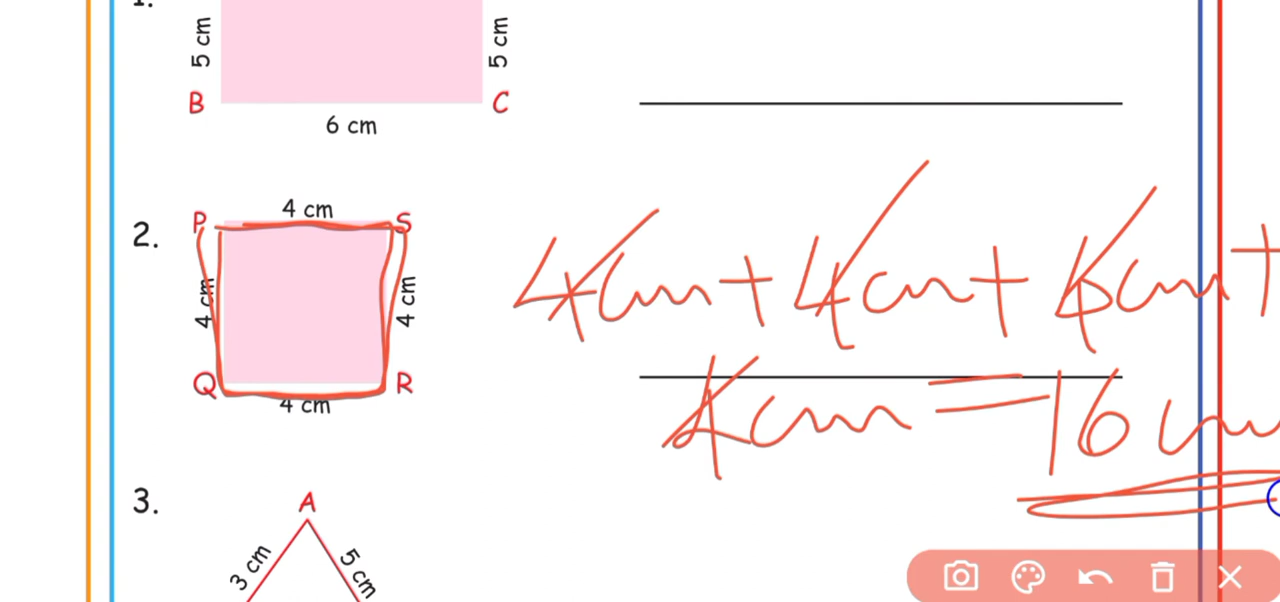 1.
5 cm
5 cm
B
C
6 cm
2.
P
4 cm
S
4 cm
4 cm
Q
R
4 cm
4cm+4cm+4cm+
4cm=16cm
3.
A
3 cm
5 cm